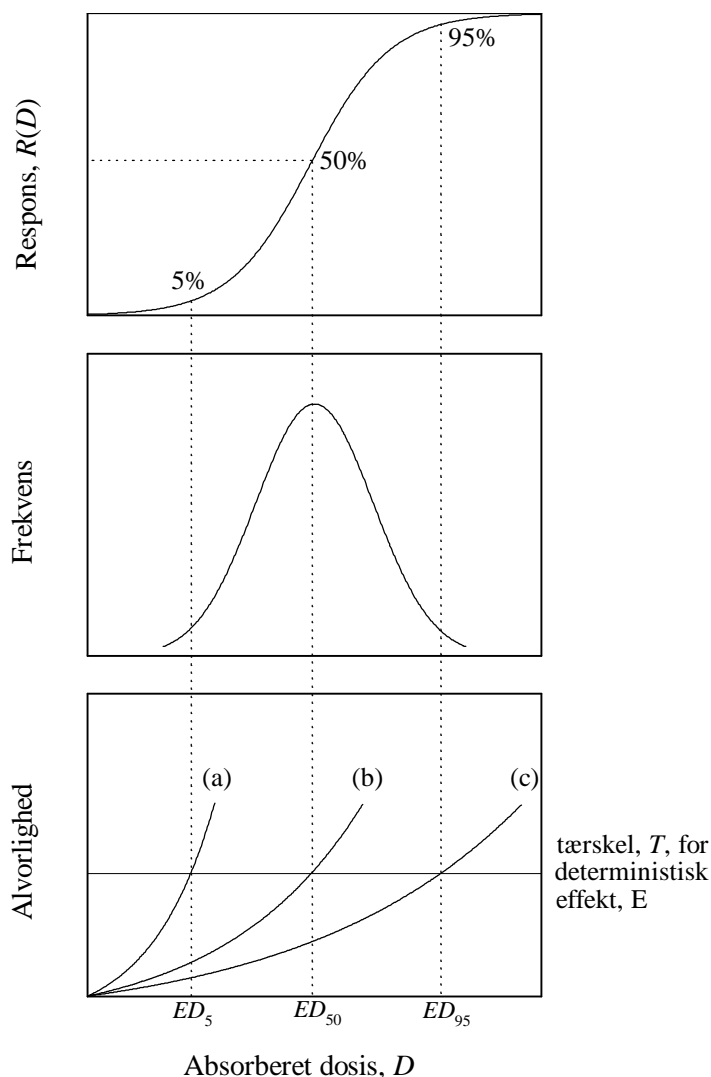 Respons, R(D)
95%
50%
5%
Frekvens
Alvorlighed
(a)
(b)
(c)
tærskel, T, for
deterministisk
effekt, E
ED5
ED50
ED95
Absorberet dosis, D